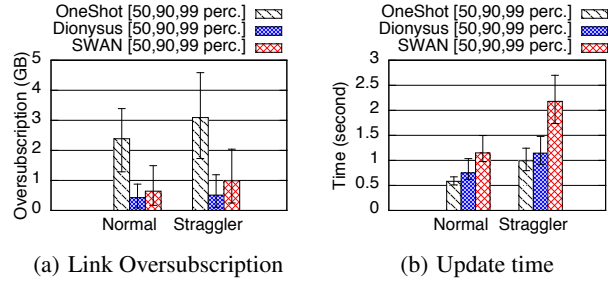 OneShot [50,90,99 perc.]
Dionysus [50,90,99 perc.]
SWAN [50,90,99 perc.]
Oversubscription (GB)
5
4
3
2
1
0
Normal Straggler
(a) Link Oversubscription
OneShot [50,90,99 perc.]
Dionysus [50,90,99 perc.]
SWAN [50,90,99 perc.]
Time (second)
3
2.5
2
1.5
1
0.5
0
Normal Straggler
(b) Update time